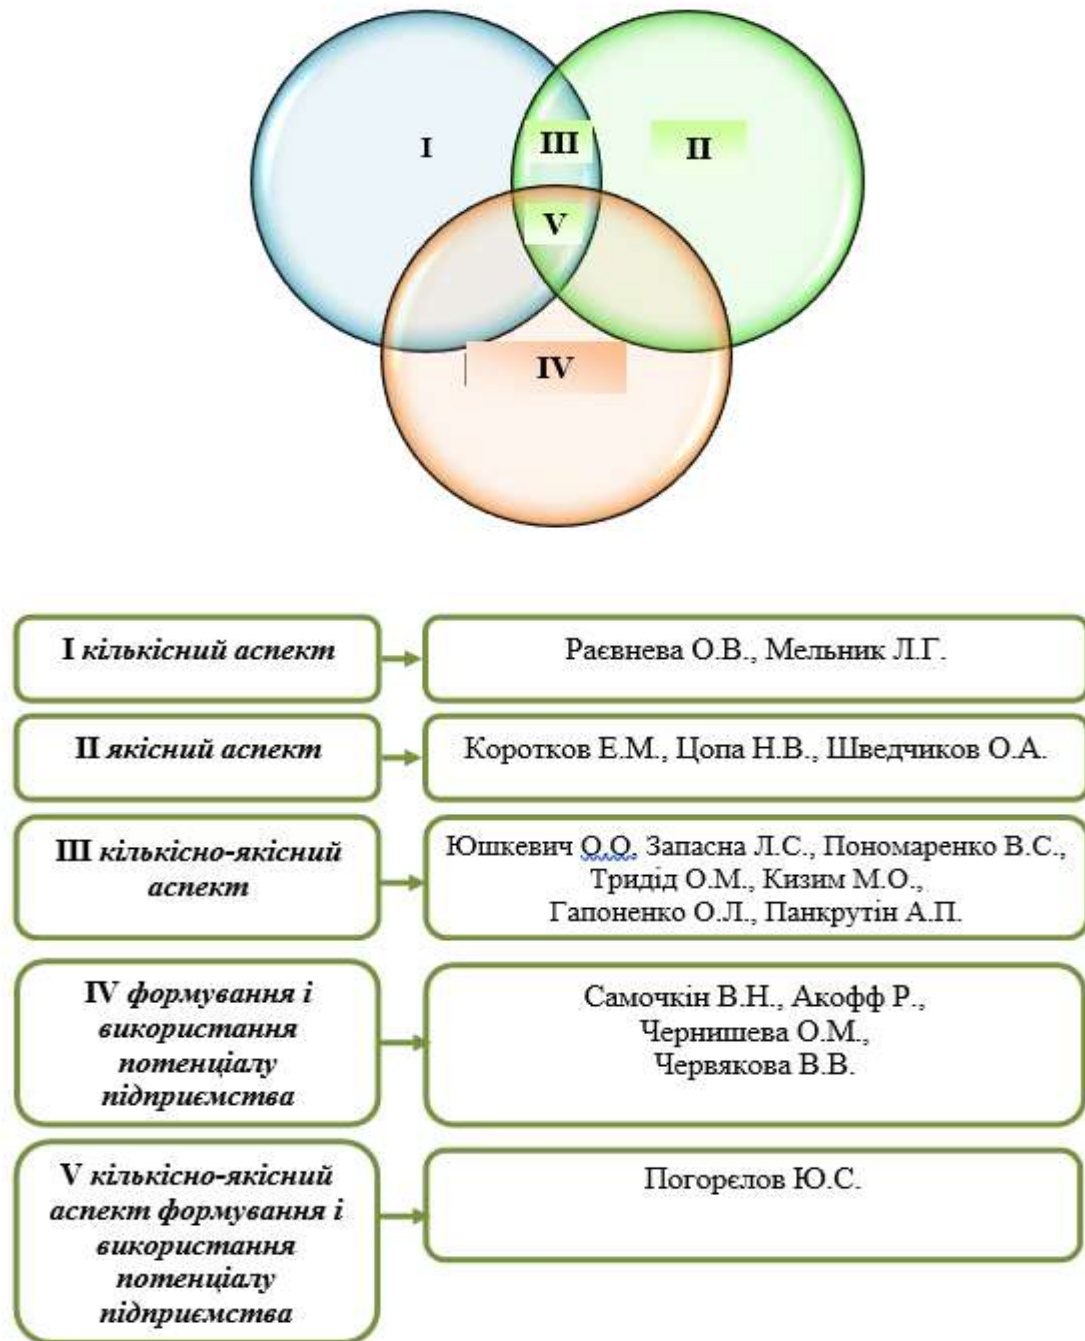 I
III
II
V
IV
I кількісний аспект
Раєвнева О.В., Мельник Л.Г.
II якісний аспект
Коротков Е.М., Цопа Н.В., Шведчиков О.А.
III кількісно-якісний
аспект
Юшкевич О.О. Запасна Л.С., Пономаренко В.С.,
Тридід О.М., Кизим М.О.,
Гапоненко О.Л., Панкрутін А.П.
IV формування і
використання
потенціалу
підприємства
Самочкін В.Н., Акофф Р.,
Чернишева О.М.,
Червякова В.В.
V кількісно-якісний
аспект формування і
використання
потенціалу
підприємства
Погорєлов Ю.С.